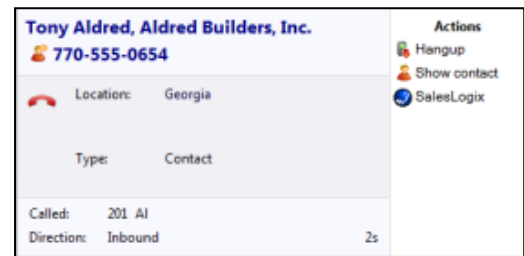 Tony Aldred, Aldred Builders, Inc.
770-555-0654
Location: Georgia
Type: Contact
Called: 201 Al
Direction: Inbound 2s
Actions
Hangup
Show contact
SalesLogix